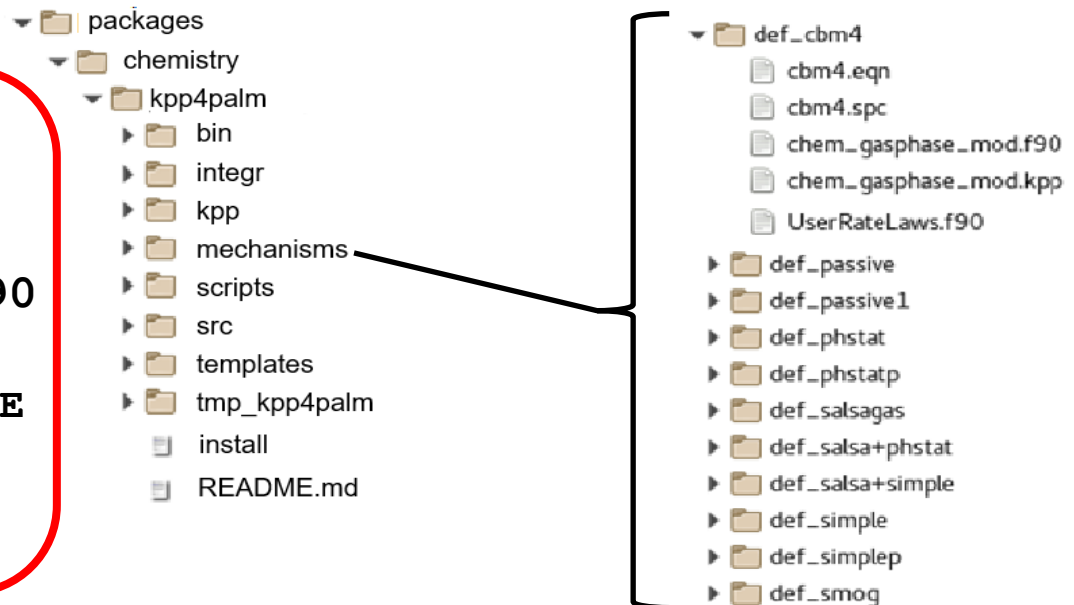 packages
chemistry
kpp4palm
bin
integr
kpp
mechanisms
scripts
src
templates
tmp_kpp4palm
install
README.md
90
E
def_cbm4
cbm4.eqn
cbm4.spc
chem_gasphase_mod.f90
chem_gasphase_mod.kpp
UserRateLaws.f90
def_passive
def_passive1
def_phstat
def_phstatp
def_salsagas
def_salsa+phstat
def_salsa+simple
def_simple
def_simplep
def_smog